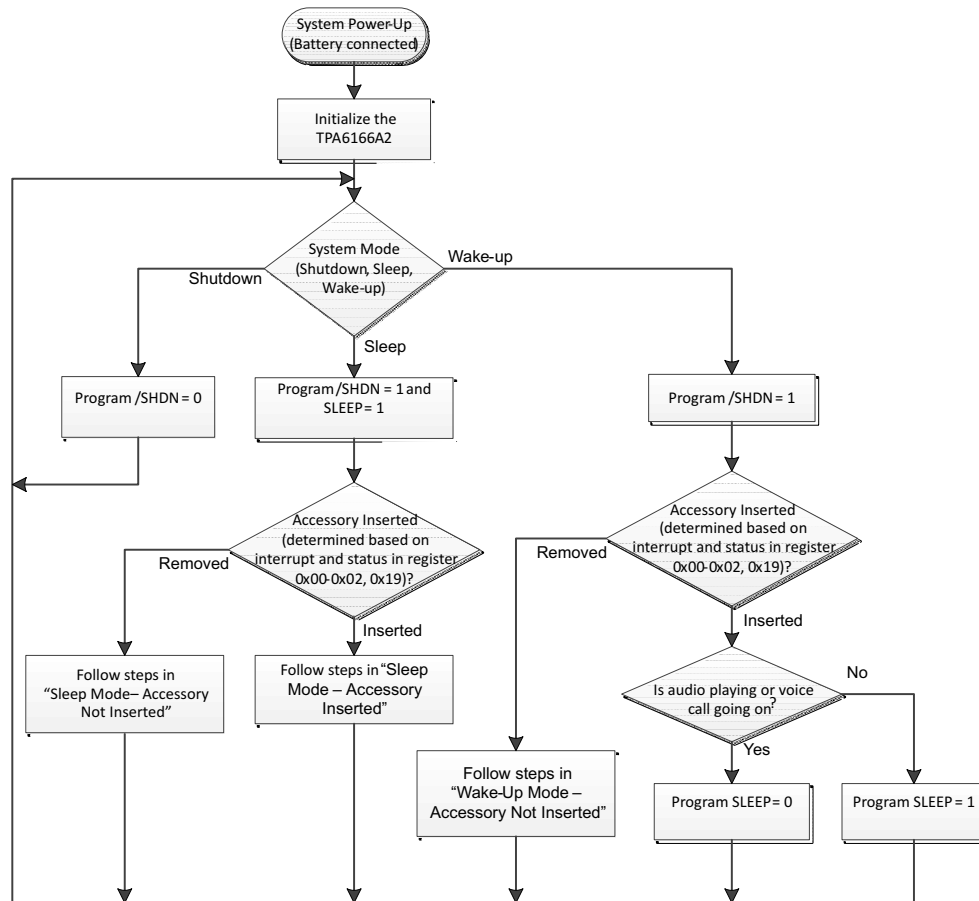 System Power-Up
(Battery connected)
Initialize the
TPA6166A2
System Mode
(Shutdown, Sleep,
Wake-up)
Shutdown
Wake-up
Sleep
Program /SHDN = 0
Program /SHDN = 1 and
SLEEP = 1
Program /SHDN = 1
Accessory Inserted
(determined based on
interrupt and status in register
0x00-0x02, 0x19)?
Removed
Inserted
Accessory Inserted
(determined based on
interrupt and status in register
0x00-0x02, 0x19)?
Removed
Inserted
Follow steps in
“Sleep Mode– Accessory
Not Inserted”
Follow steps in “Sleep
Mode – Accessory
Inserted”
Is audio playing or voice
call going on?
No
Yes
Follow steps in
“Wake-Up Mode –
Accessory Not Inserted”
Program SLEEP = 0
Program SLEEP = 1